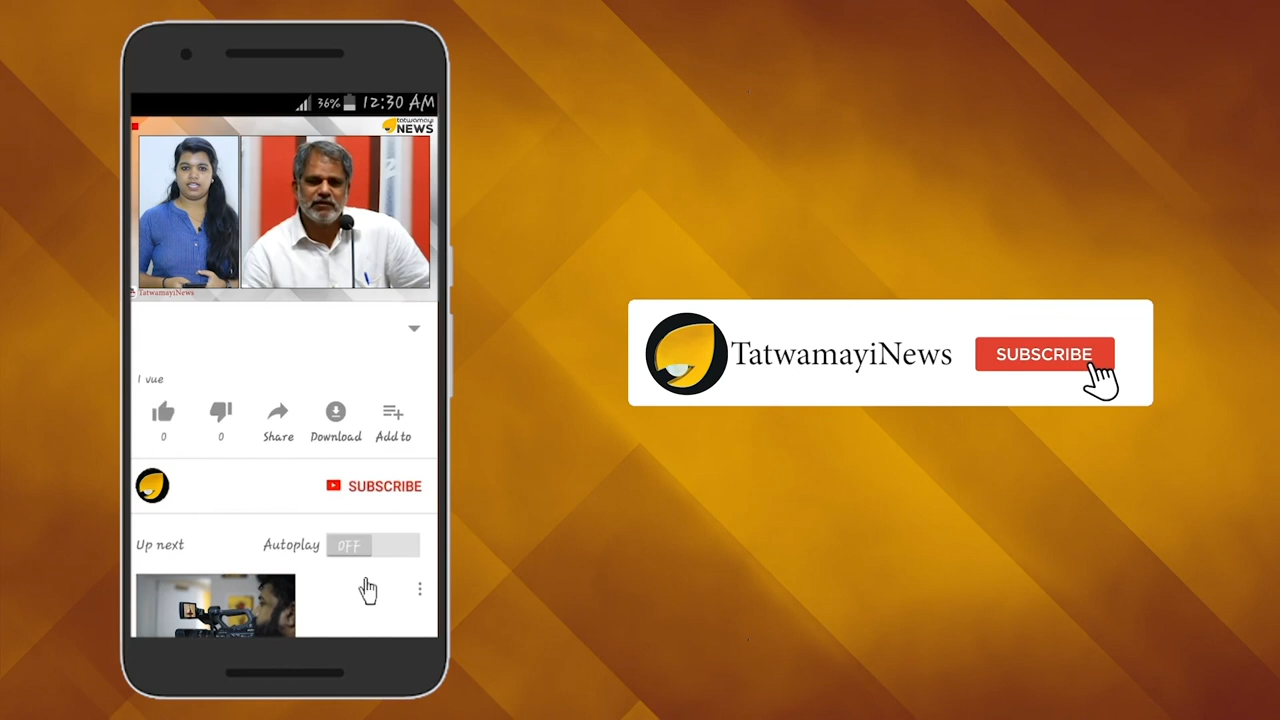 36% 12:30 AM
tatwamayi
NEWS
TatwamayiNews
1 vue
0 0 Share Download Add to
SUBSCRIBE
Up next Autoplay OFF
TatwamayiNews SUBSCRIBE